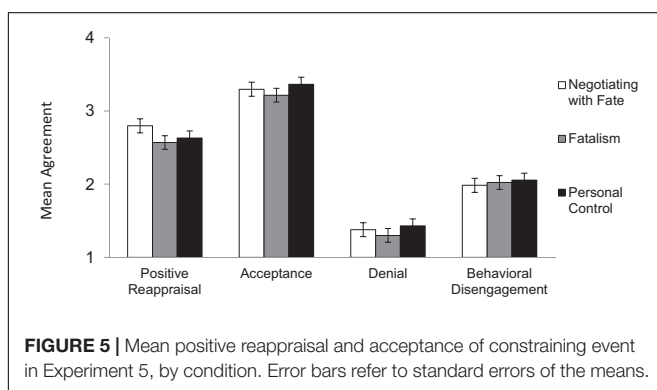 4
3
2
1
Mean Agreement
Positive
Reappraisal
Acceptance
Denial
Behavioral
Disengagement
Negotiating
with Fate
Fatalism
Personal
Control
FIGURE 5 | Mean positive reappraisal and acceptance of constraining event
in Experiment 5, by condition. Error bars refer to standard errors of the means.